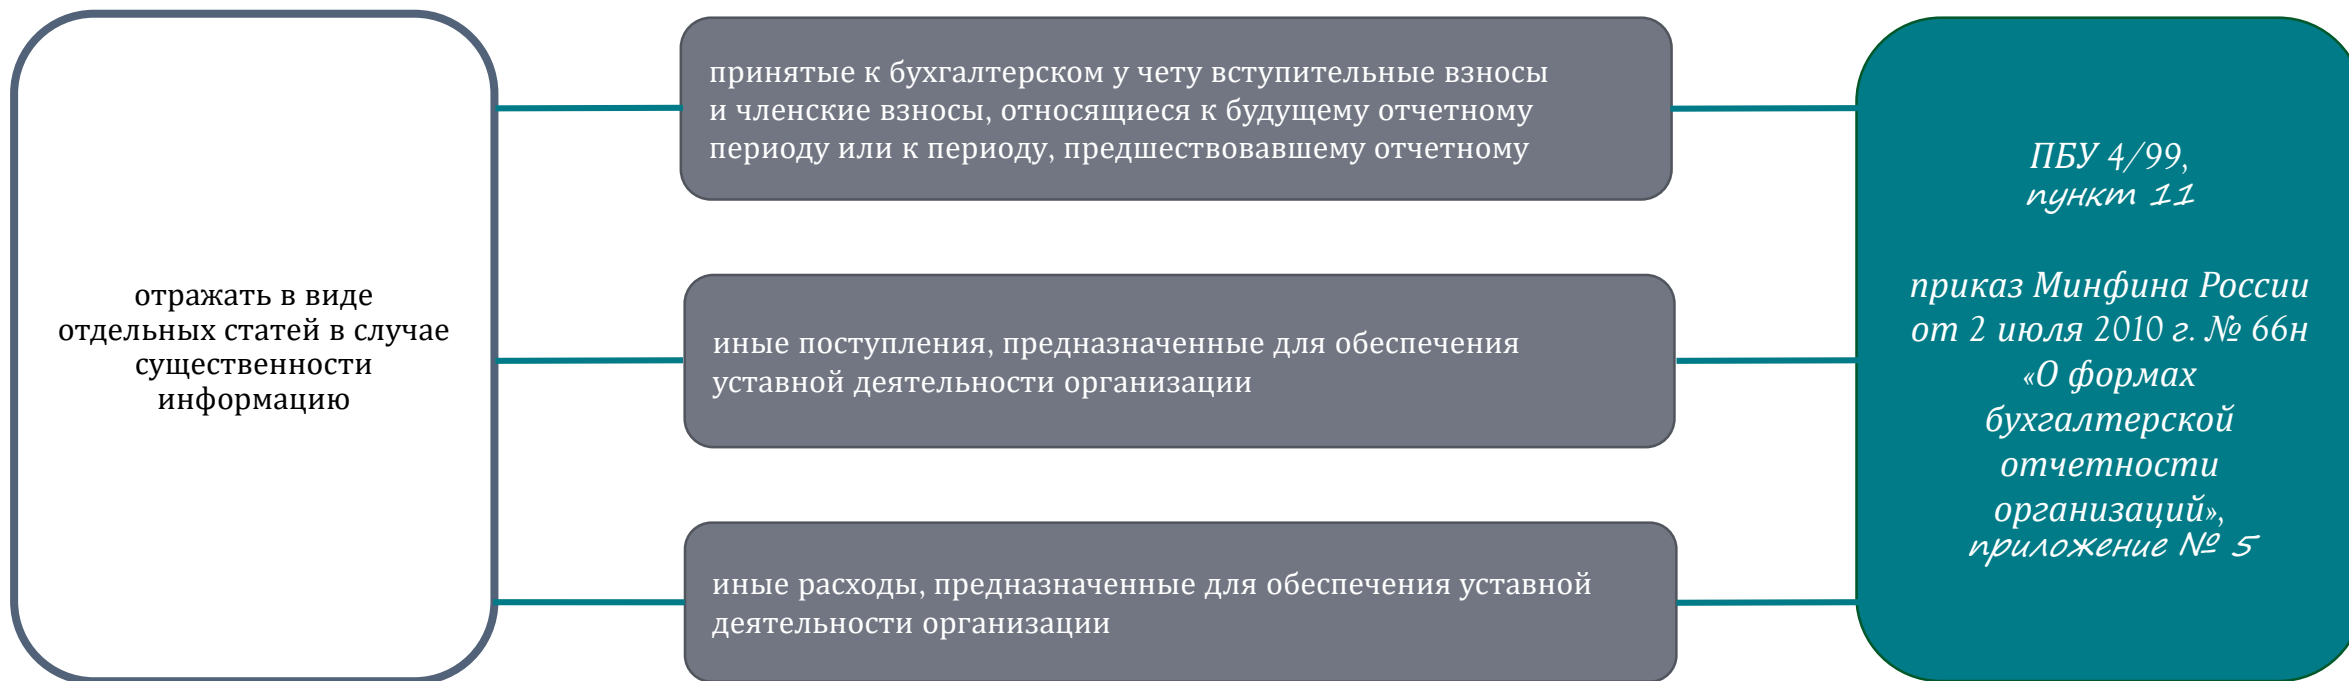 отражать в виде
отдельных статей в случае
существенности
информацию
принятые к бухгалтерском у чету вступительные взносы
и членские взносы, относящиеся к будущему отчетному
периоду или к периоду, предшествовавшему отчетному
иные поступления, предназначенные для обеспечения
уставной деятельности организации
иные расходы, предназначенные для обеспечения уставной
деятельности организации
ПБУ 4/99,
пункт 11
приказ Минфина России
от 2 июля 2010 г. № 66н
«О формах
бухгалтерской
отчетности
организаций»,
приложение № 5